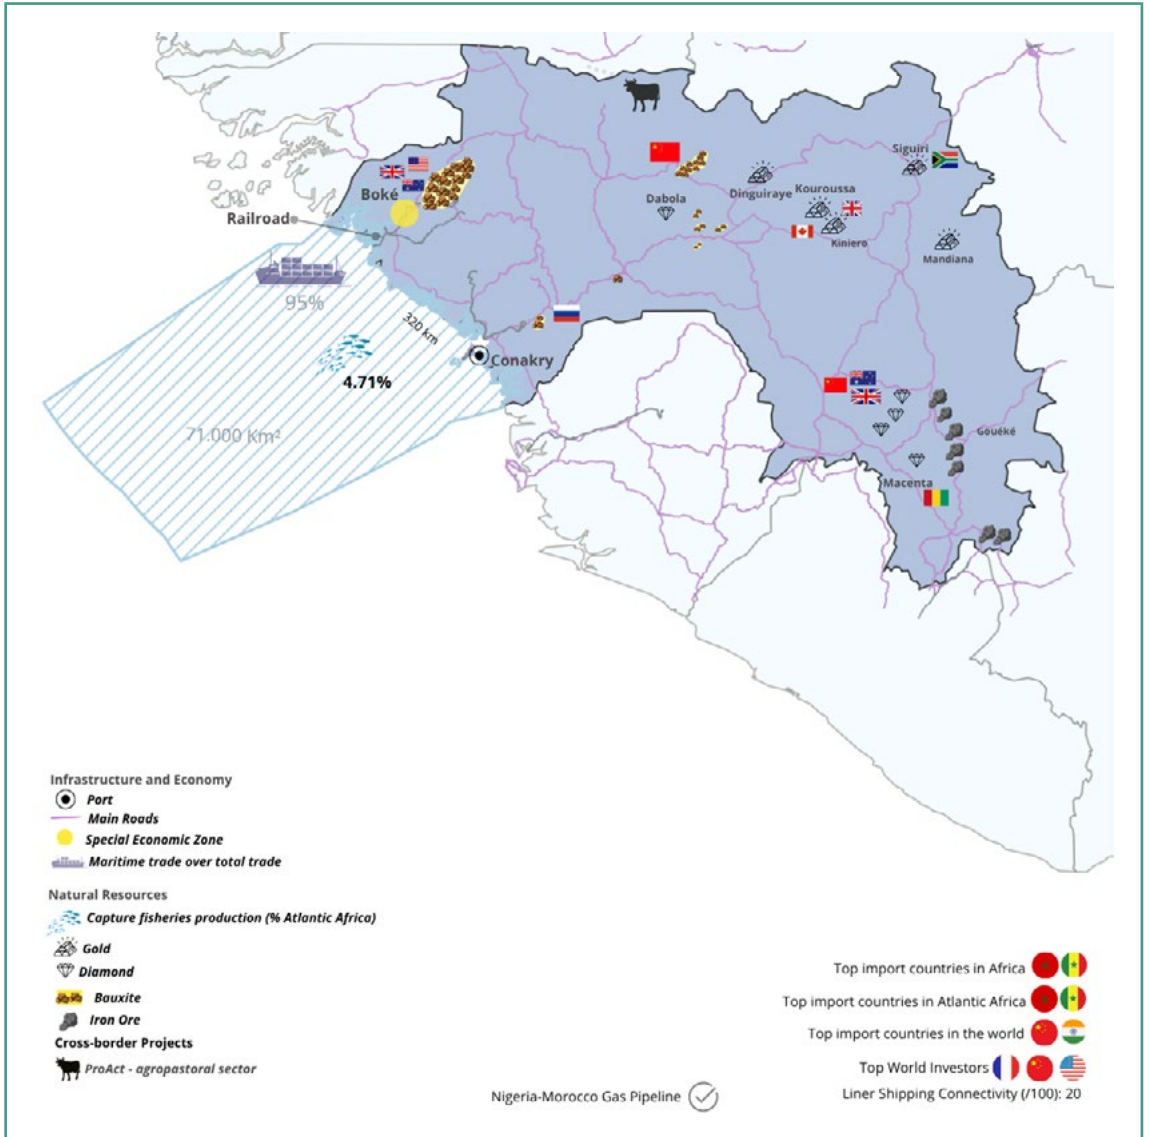 Siguiri
Dinguiraye
Kouroussa
Boké
Dabola
Railroad
Kiniero
Mandiana
95%
320 km
Conakry
4.71%
71.000 Km²
Gouéké
Macenta
Infrastructure and Economy
Port
Main Roads
Special Economic Zone
Maritime trade over total trade
Natural Resources
Capture fisheries production (% Atlantic Africa)
Gold
Diamond
Bauxite
Iron Ore
Cross-border Projects
ProAct - agropastoral sector
Top import countries in Africa
Top import countries in Atlantic Africa
Top import countries in the world
Top World Investors
Liner Shipping Connectivity (/100): 20
Nigeria-Morocco Gas Pipeline